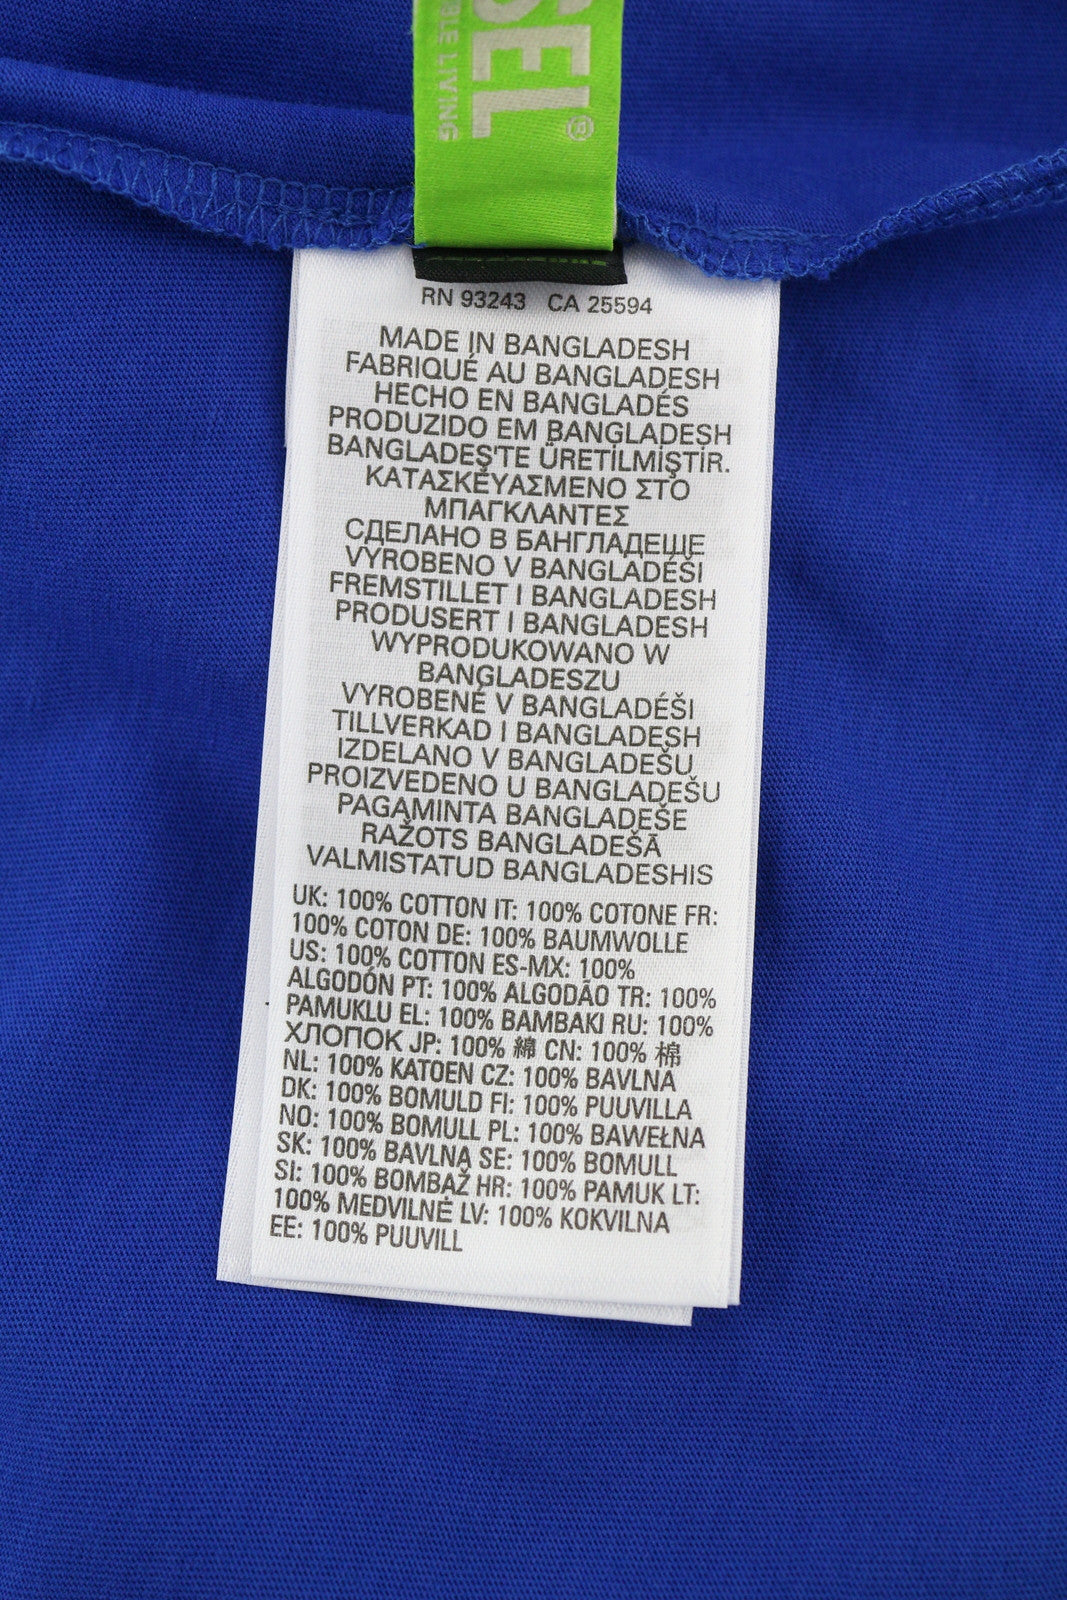 SEL®
BLE LIVING
RN 93243 CA 25594
MADE IN BANGLADESH
FABRIQUÉ AU BANGLADESH
HECHO EN BANGLADÉS
PRODUZIDO EM BANGLADESH
BANGLADEŞ'TE ÜRETİLMİŞTİR.
ΚΑΤΑΣΚΕΥΑΣΜΕΝΟ ΣΤΟ
ΜΠΑΓΚΛΑΝΤΕΣ
СДЕЛАНО В БАНГЛАДЕШЕ
VYROBENO V BANGLADÉŠI
FREMSTILLET I BANGLADESH
PRODUSERT I BANGLADESH
WYPRODUKOWANO W
BANGLADESZU
VYROBENÉ V BANGLADÉŠI
TILLVERKAD I BANGLADESH
IZDELANO V BANGLADEŠU
PROIZVEDENO U BANGLADEŠU
PAGAMINTA BANGLADEŠE
RAŽOTS BANGLADEŠĀ
VALMISTATUD BANGLADESHIS
UK: 100% COTTON IT: 100% COTONE FR:
100% COTON DE: 100% BAUMWOLLE
US: 100% COTTON ES-MX: 100%
ALGODÓN PT: 100% ALGODÃO TR: 100%
PAMUKLU EL: 100% BAMBAKI RU: 100%
ХЛОПОК JP: 100% 綿 CN: 100% 棉
NL: 100% KATOEN CZ: 100% BAVLNA
DK: 100% BOMULD FI: 100% PUUVILLA
NO: 100% BOMULL PL: 100% BAWEŁNA
SK: 100% BAVLNA SE: 100% BOMULL
SI: 100% BOMBAŽ HR: 100% PAMUK LT:
100% MEDVILNĖ LV: 100% KOKVILNA
EE: 100% PUUVILL